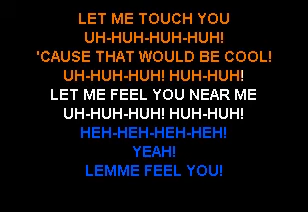 LET ME TOUCH YOU
UH-HUH-HUH-HUH!
'CAUSE THAT WOULD BE COOL!
UH-HUH-HUH! HUH-HUH!
LET ME FEEL YOU NEAR ME
UH-HUH-HUH! HUH-HUH!
HEH-HEH-HEH-HEH!
YEAH!
LEMME FEEL YOU!